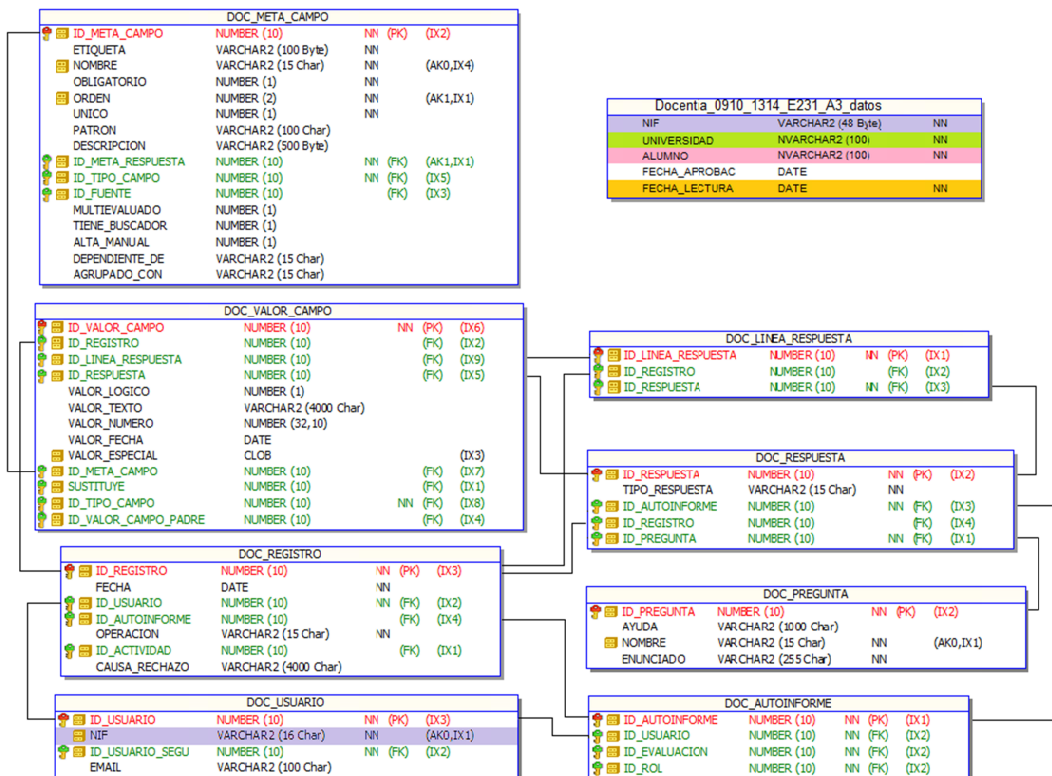 DOC_META_CAMPO
ID_META_CAMPO NUMBER (10) NN (PK) (IX2)
ETIQUETA VARCHAR2 (100 Byte) NN
NOMBRE VARCHAR2 (15 Char) NN (AK0,IX4)
OBLIGATORIO NUMBER (1) NN
ORDEN NUMBER (2) NN (AK1,IX1)
UNICO NUMBER (1) NN
PATRON VARCHAR2 (100 Char)
DESCRIPCION VARCHAR2 (500 Byte)
ID_META_RESPUESTA NUMBER (10) NN (FK) (AK1,IX1)
ID_TIPO_CAMPO NUMBER (10) NN (FK) (IX5)
ID_FUENTE NUMBER (10) (FK) (IX3)
MULTIEVALUADO NUMBER (1)
TIENE_BUSCADOR NUMBER (1)
ALTA_MANUAL NUMBER (1)
DEPENDIENTE_DE VARCHAR2 (15 Char)
AGRUPADO_CON VARCHAR2 (15 Char)
Docentia_0910_1314_E231_A3_datos
NIF VARCHAR2 (48 Byte) NN
UNIVERSIDAD NVARCHAR2 (100) NN
ALUMNO NVARCHAR2 (100) NN
FECHA_APROBAC DATE
FECHA_LECTURA DATE NN
DOC_VALOR_CAMPO
ID_VALOR_CAMPO NUMBER (10) NN (PK) (IX6)
ID_REGISTRO NUMBER (10) (FK) (IX2)
ID_LINEA_RESPUESTA NUMBER (10) (FK) (IX9)
ID_RESPUESTA NUMBER (10) (FK) (IX5)
VALOR_LOGICO NUMBER (1)
VALOR_TEXTO VARCHAR2 (4000 Char)
VALOR_NUMERO NUMBER (32,10)
VALOR_FECHA DATE
VALOR_ESPECIAL CLOB (IX3)
ID_META_CAMPO NUMBER (10) (FK) (IX7)
SUSTITUYE NUMBER (10) (FK) (IX1)
ID_TIPO_CAMPO NUMBER (10) NN (FK) (IX8)
ID_VALOR_CAMPO_PADRE NUMBER (10) (FK) (IX4)
DOC_LINEA_RESPUESTA
ID_LINEA_RESPUESTA NUMBER (10) NN (PK) (IX1)
ID_REGISTRO NUMBER (10) (FK) (IX2)
ID_RESPUESTA NUMBER (10) NN (FK) (IX3)
DOC_RESPUESTA
ID_RESPUESTA NUMBER (10) NN (PK) (IX2)
TIPO_RESPUESTA VARCHAR2 (15 Char) NN
ID_AUTOINFORME NUMBER (10) NN (FK) (IX3)
ID_REGISTRO NUMBER (10) (FK) (IX4)
ID_PREGUNTA NUMBER (10) NN (FK) (IX1)
DOC_REGISTRO
ID_REGISTRO NUMBER (10) NN (PK) (IX3)
FECHA DATE NN
ID_USUARIO NUMBER (10) NN (FK) (IX2)
ID_AUTOINFORME NUMBER (10) (FK) (IX4)
OPERACION VARCHAR2 (15 Char) NN
ID_ACTIVIDAD NUMBER (10) (FK) (IX1)
CAUSA_RECHAZO VARCHAR2 (4000 Char)
DOC_PREGUNTA
ID_PREGUNTA NUMBER (10) NN (PK) (IX2)
AYUDA VARCHAR2 (1000 Char)
NOMBRE VARCHAR2 (15 Char) NN (AK0,IX1)
ENUNCIADO VARCHAR2 (255 Char) NN
DOC_USUARIO
ID_USUARIO NUMBER (10) NN (PK) (IX3)
NIF VARCHAR2 (16 Char) NN (AK0,IX1)
ID_USUARIO_SEGU NUMBER (10) NN (FK) (IX2)
EMAIL VARCHAR2 (100 Char)
DOC_AUTOINFORME
ID_AUTOINFORME NUMBER (10) NN (PK) (IX1)
ID_USUARIO NUMBER (10) NN (FK) (IX2)
ID_EVALUACION NUMBER (10) NN (FK) (IX2)
ID_ROL NUMBER (10) NN (FK) (IX2)